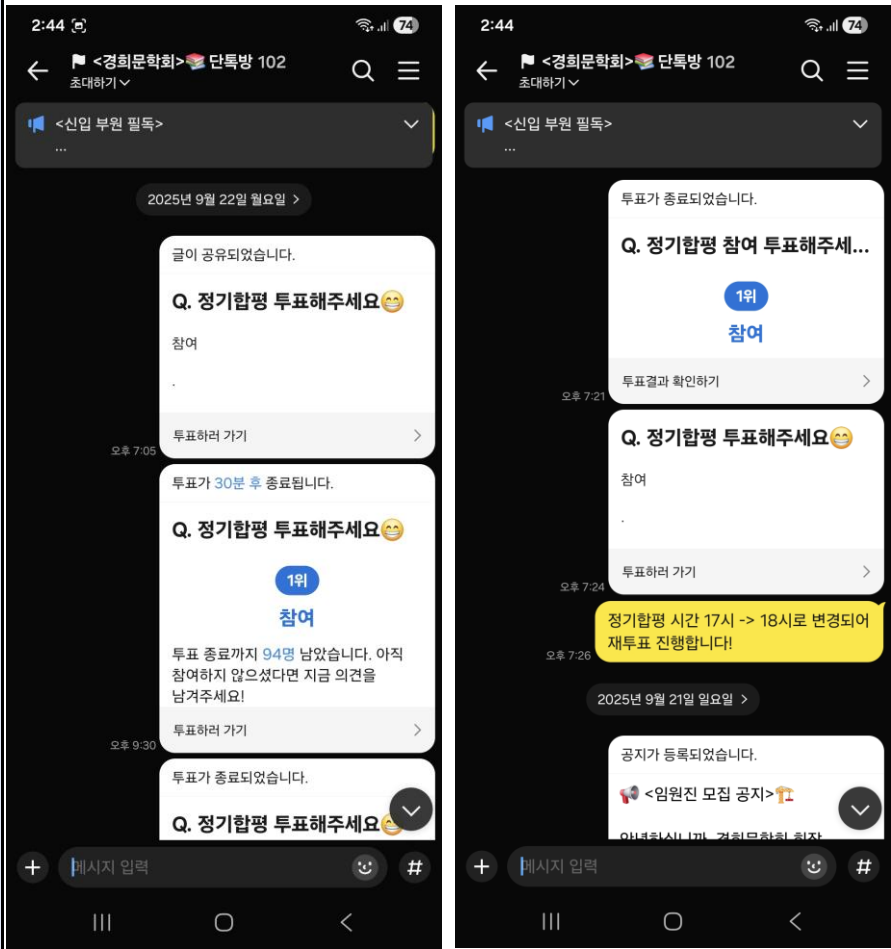 2:44
74
<경희문학회>📚 단톡방 102
초대하기
<신입 부원 필독>
...
2025년 9월 22일 월요일 >
글이 공유되었습니다.
Q. 정기합평 투표해주세요😁
참여
.
투표하러 가기
오후 7:05
투표가 30분 후 종료됩니다.
Q. 정기합평 투표해주세요😁
1위
참여
투표 종료까지 94명 남았습니다. 아직
참여하지 않으셨다면 지금 의견을
남겨주세요!
투표하러 가기
오후 9:30
투표가 종료되었습니다.
Q. 정기합평 투표해주세요
메시지 입력
#
2:44
74
<경희문학회>📚 단톡방 102
초대하기
<신입 부원 필독>
...
투표가 종료되었습니다.
Q. 정기합평 참여 투표해주세...
1위
참여
투표결과 확인하기
오후 7:21
Q. 정기합평 투표해주세요😁
참여
.
투표하러 가기
오후 7:24
정기합평 시간 17시 -> 18시로 변경되어
재투표 진행합니다!
오후 7:26
2025년 9월 21일 일요일 >
공지가 등록되었습니다.
📢 <임원진 모집 공지>🏗️
안녕하십니까, 경희문학회 회장
메시지 입력
#